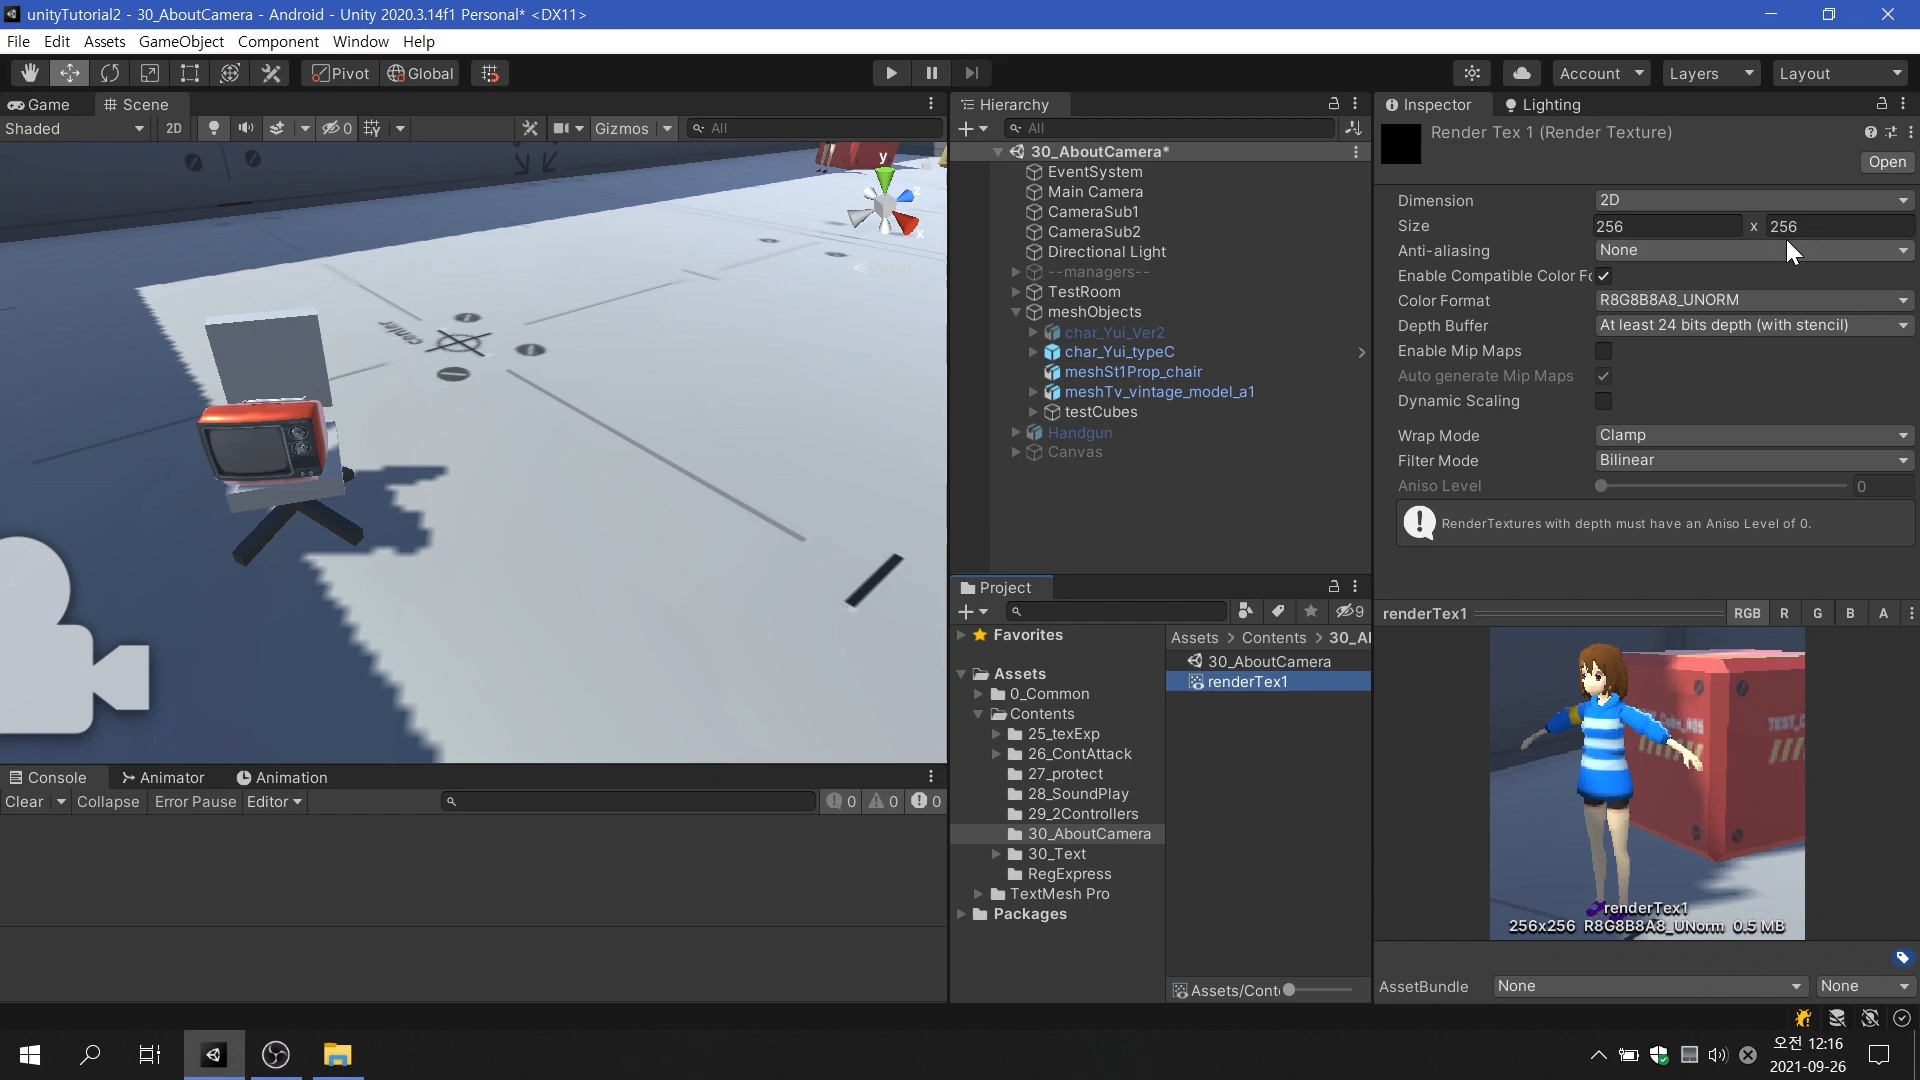 unityTutorial2 - 30_AboutCamera - Android - Unity 2020.3.14f1 Personal* <DX11>
File Edit Assets GameObject Component Window Help
Pivot Global Account Layers Layout
Game Scene
Shaded 2D 0 Gizmos All
y
z
x
Persp
center
Hierarchy
All
30_AboutCamera*
EventSystem
Main Camera
CameraSub1
CameraSub2
Directional Light
--managers--
TestRoom
meshObjects
char_Yui_Ver2
char_Yui_typeC
meshSt1Prop_chair
meshTv_vintage_model_a1
testCubes
Handgun
Canvas
Inspector Lighting
Render Tex 1 (Render Texture)
Open
Dimension 2D
Size 256 x 256
Anti-aliasing None
Enable Compatible Color Fo
Color Format R8G8B8A8_UNORM
Depth Buffer At least 24 bits depth (with stencil)
Enable Mip Maps
Auto generate Mip Maps
Dynamic Scaling
Wrap Mode Clamp
Filter Mode Bilinear
Aniso Level 0
RenderTextures with depth must have an Aniso Level of 0.
Project
9
Favorites
Assets
0_Common
Contents
25_texExp
26_ContAttack
27_protect
28_SoundPlay
29_2Controllers
30_AboutCamera
30_Text
RegExpress
TextMesh Pro
Packages
Assets > Contents > 30_Al
30_AboutCamera
renderTex1
Assets/Cont
renderTex1 RGB R G B A
renderTex1
256x256 R8G8B8A8_UNorm 0.5 MB
AssetBundle None None
Console Animator Animation
Clear Collapse Error Pause Editor 0 0 0
오전 12:16
2021-09-26